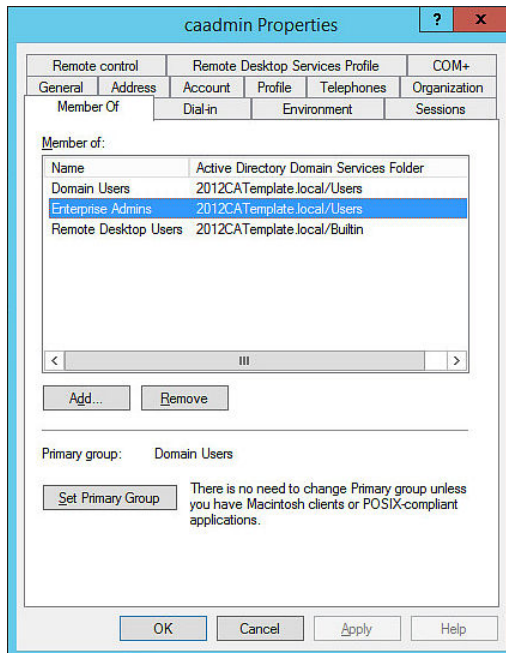 caadmin Properties
?
x
Remote control
Remote Desktop Services Profile
COM+
General
Address
Account
Profile
Telephones
Organization
Member Of
Dial-in
Environment
Sessions
Member of:
Name
Active Directory Domain Services Folder
Domain Users
2012CATemplate.local/Users
Enterprise Admins
2012CATemplate.local/Users
Remote Desktop Users
2012CATemplate.local/Builtin
Add...
Remove
Primary group:
Domain Users
Set Primary Group
There is no need to change Primary group unless
you have Macintosh clients or POSIX-compliant
applications.
OK
Cancel
Apply
Help